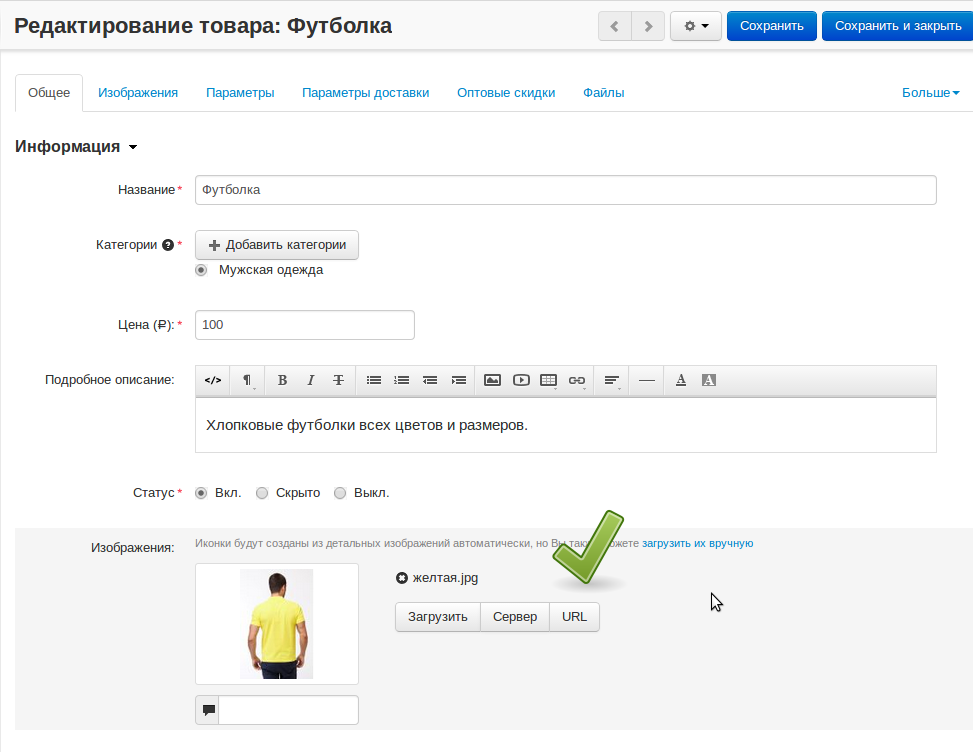 Редактирование товара: Футболка
Сохранить
Сохранить и закрыть
Общее
Изображения
Параметры
Параметры доставки
Оптовые скидки
Файлы
Больше
Информация
Название*
Футболка
Категории ? *
Добавить категории
Мужская одежда
Цена (₽): *
100
Подробное описание:
</> ¶ B I T
A A
Хлопковые футболки всех цветов и размеров.
Статус* Вкл. Скрыто Выкл.
Изображения:
Иконки будут созданы из детальных изображений автоматически, но Вы загрузить их вручную
желтая.jpg
Загрузить Сервер URL